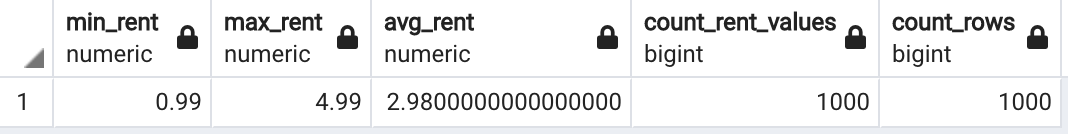 min_rent max_rent avg_rent count_rent_values count_rows
numeric numeric numeric bigint bigint
1 0.99 4.99 2.9800000000000000 1000 1000